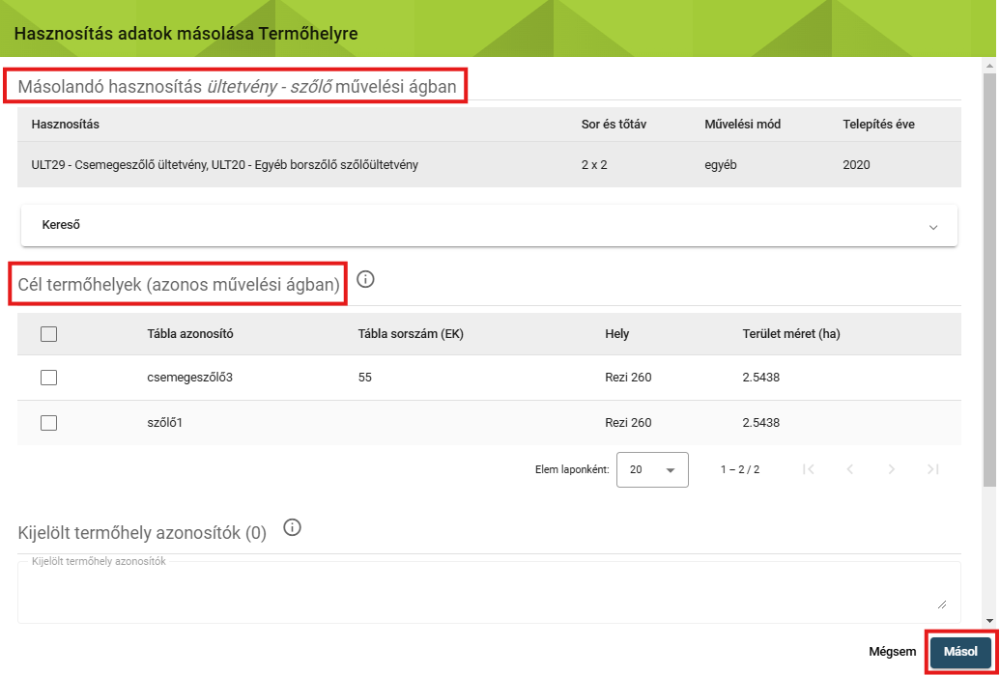 Hasznosítás adatok másolása Termőhelyre
Másolandó hasznosítás ültetvény - szőlő művelési ágban
Hasznosítás Sor és tőtáv Művelési mód Telepítés éve
ULT29 - Csemegeszőlő ültetvény, ULT20 - Egyéb borszőlő szőlőültetvény 2 x 2 egyéb 2020
Kereső
Cél termőhelyek (azonos művelési ágban)
Tábla azonosító Tábla sorszám (EK) Hely Terület méret (ha)
csemegeszőlő3 55 Rezi 260 2.5438
szőlő1 Rezi 260 2.5438
Elem laponként: 20 1 – 2 / 2
Kijelölt termőhely azonosítók (0)
Kijelölt termőhely azonosítók
Mégsem Másol